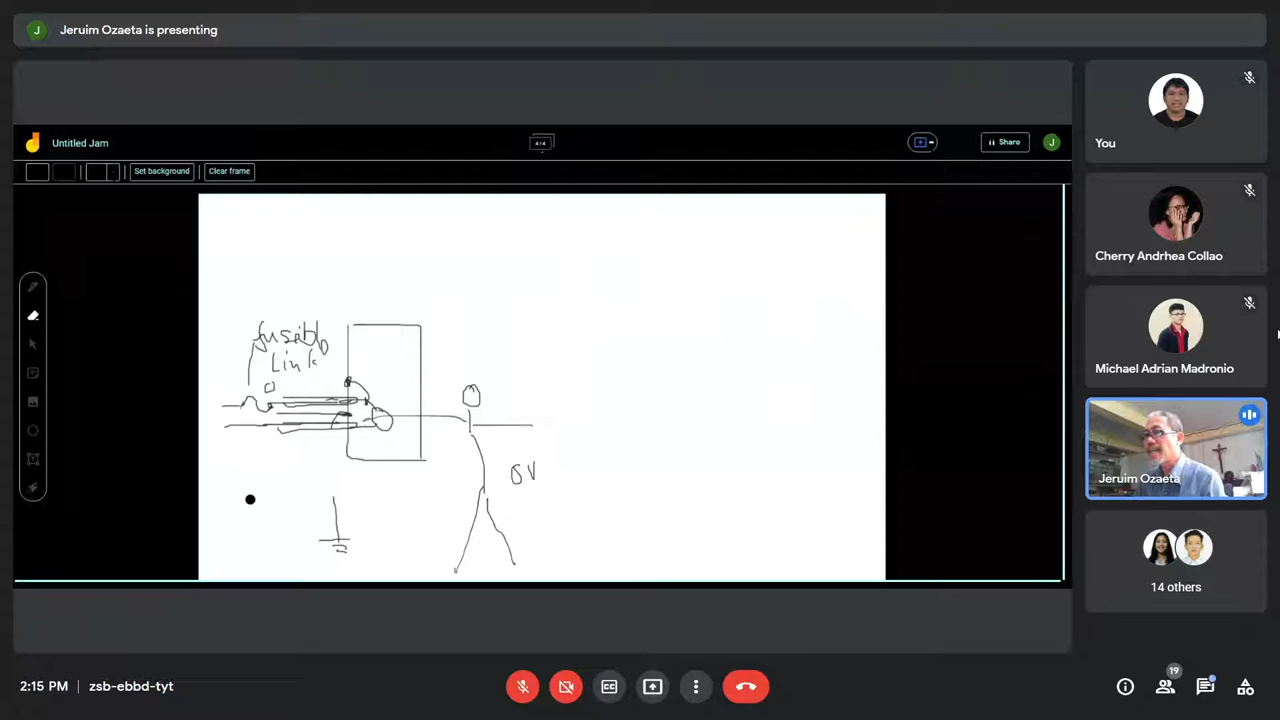 J
Jeruim Ozaeta is presenting
Untitled Jam
4/4
Share
J
Set background
Clear frame
You
Cherry Andrhea Collao
Michael Adrian Madronio
Jeruim Ozaeta
14 others
fusible
Link
0V
2:15 PM
zsb-ebbd-tyt
CC
19